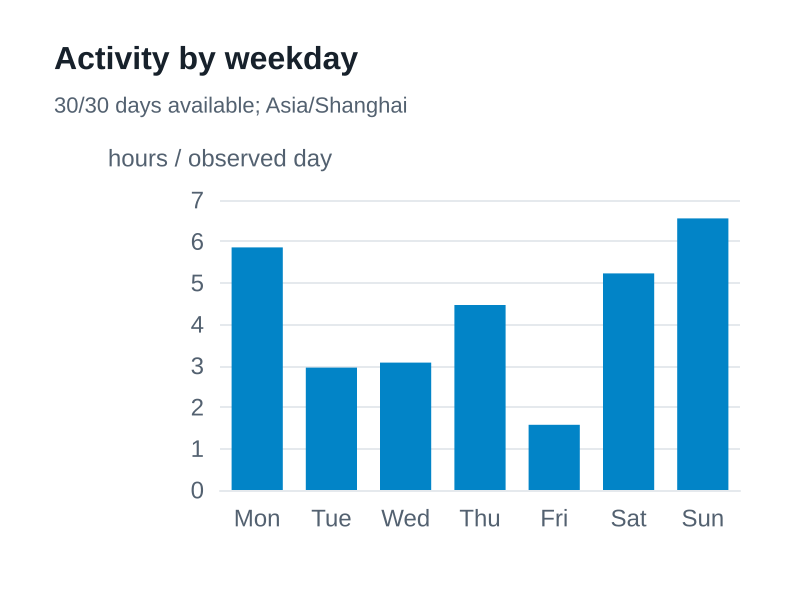 Activity by weekday
30/30 days available; Asia/Shanghai
hours / observed day
7
6
5
4
3
2
1
0
Mon Tue Wed Thu Fri Sat Sun